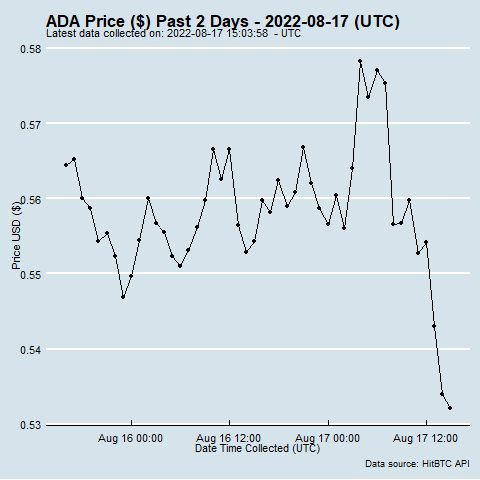 ADA Price ($) Past 2 Days - 2022-08-17 (UTC)
Latest data collected on: 2022-08-17 15:03:58 - UTC
0.58
0.57
0.56
0.55
0.54
0.53
Price USD ($)
Aug 16 00:00
Aug 16 12:00
Aug 17 00:00
Aug 17 12:00
Date Time Collected (UTC)
Data source: HitBTC API